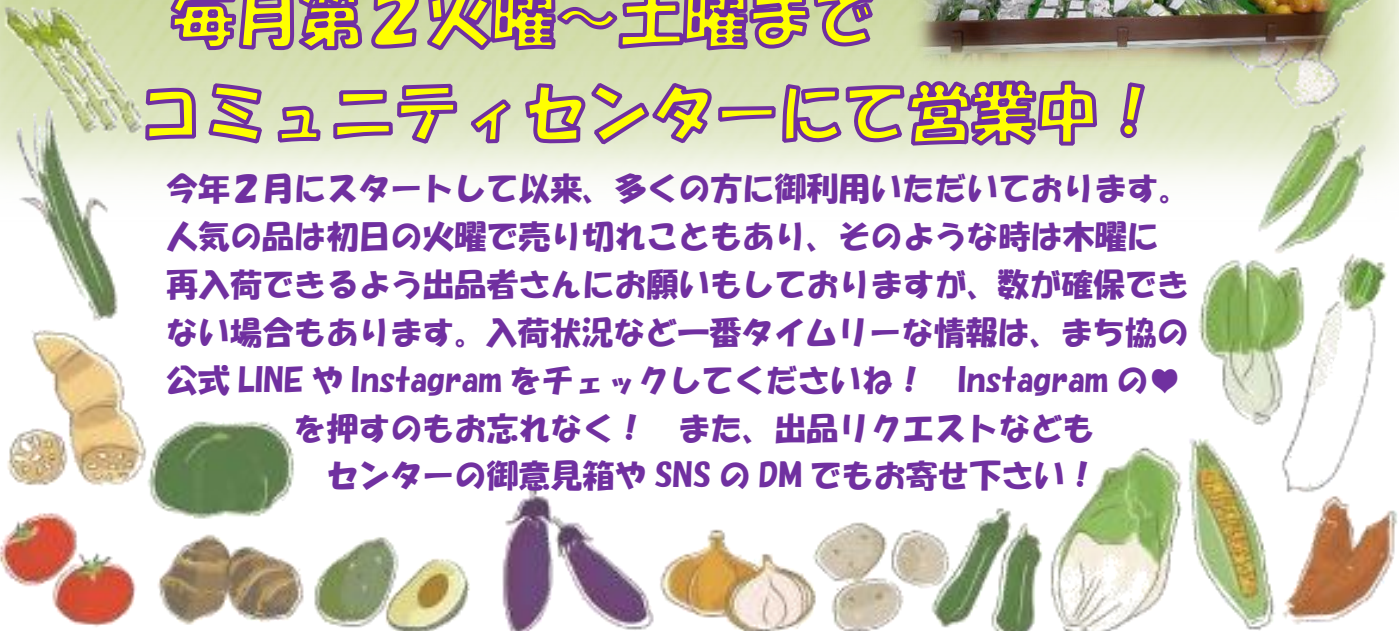 毎月第２火曜～土曜まで
コミュニティセンターにて営業中！
今年２月にスタートして以来、多くの方に御利用いただいております。
人気の品は初日の火曜で売り切れこともあり、そのような時は木曜に
再入荷できるよう出品者さんにお願いもしておりますが、数が確保でき
ない場合もあります。入荷状況など一番タイムリーな情報は、まち協の
公式 LINE や Instagram をチェックしてくださいね！　Instagram の♥
を押すのもお忘れなく！　また、出品リクエストなども
センターの御意見箱や SNS の DM でもお寄せ下さい！